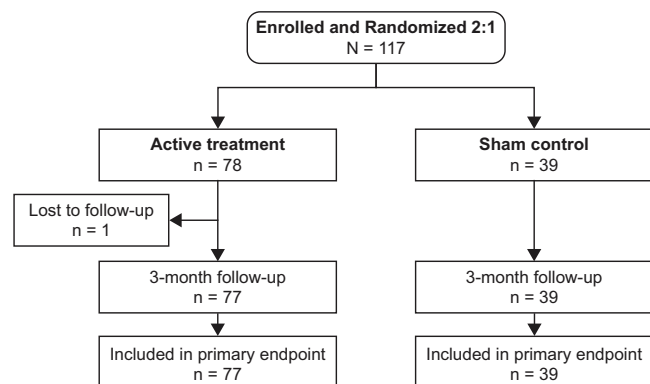 Enrolled and Randomized 2:1
N = 117
Active treatment
n = 78
Sham control
n = 39
Lost to follow-up
n = 1
3-month follow-up
n = 77
3-month follow-up
n = 39
Included in primary endpoint
n = 77
Included in primary endpoint
n = 39